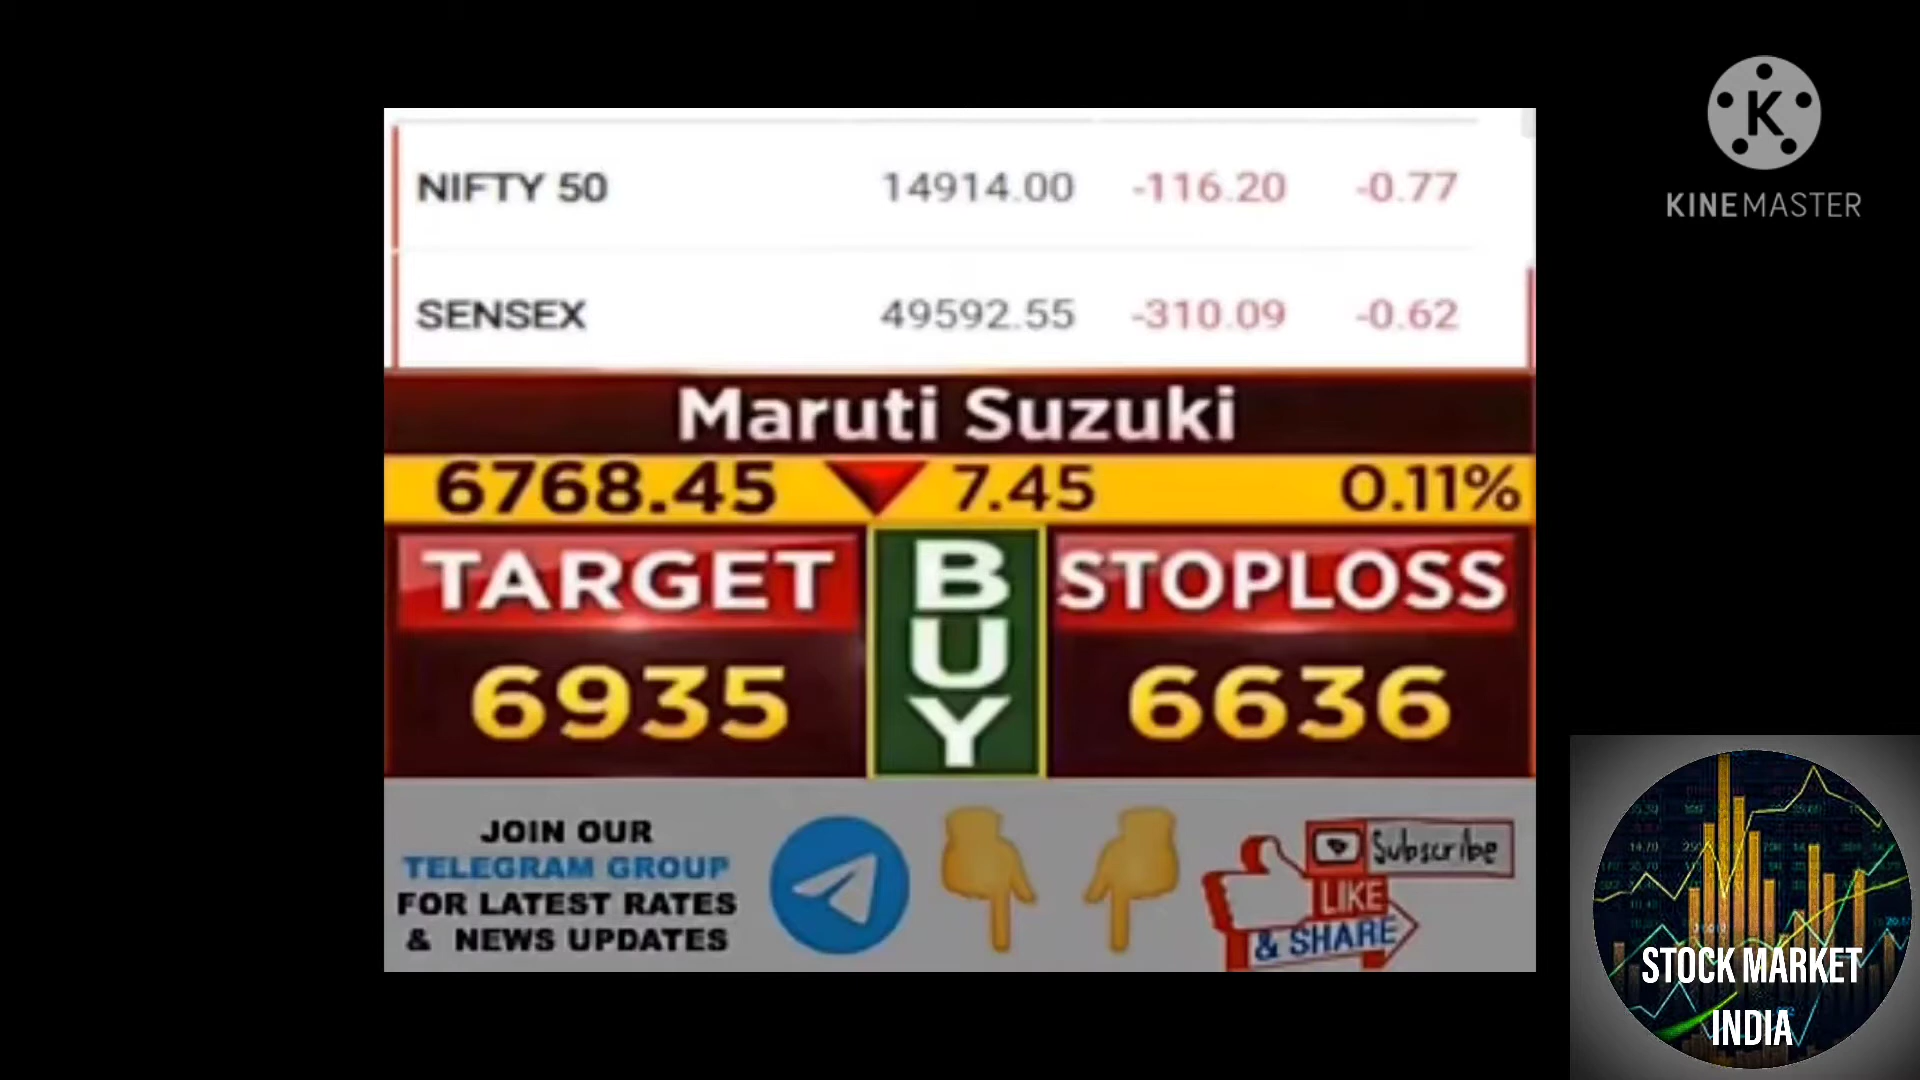 K
KINEMASTER
NIFTY 50 14914.00 -116.20 -0.77
SENSEX 49592.55 -310.09 -0.62
Maruti Suzuki
6768.45 7.45 0.11%
TARGET BUY STOPLOSS
6935 6636
JOIN OUR
TELEGRAM GROUP
FOR LATEST RATES
& NEWS UPDATES
Subscribe
LIKE
& SHARE
STOCK MARKET
INDIA